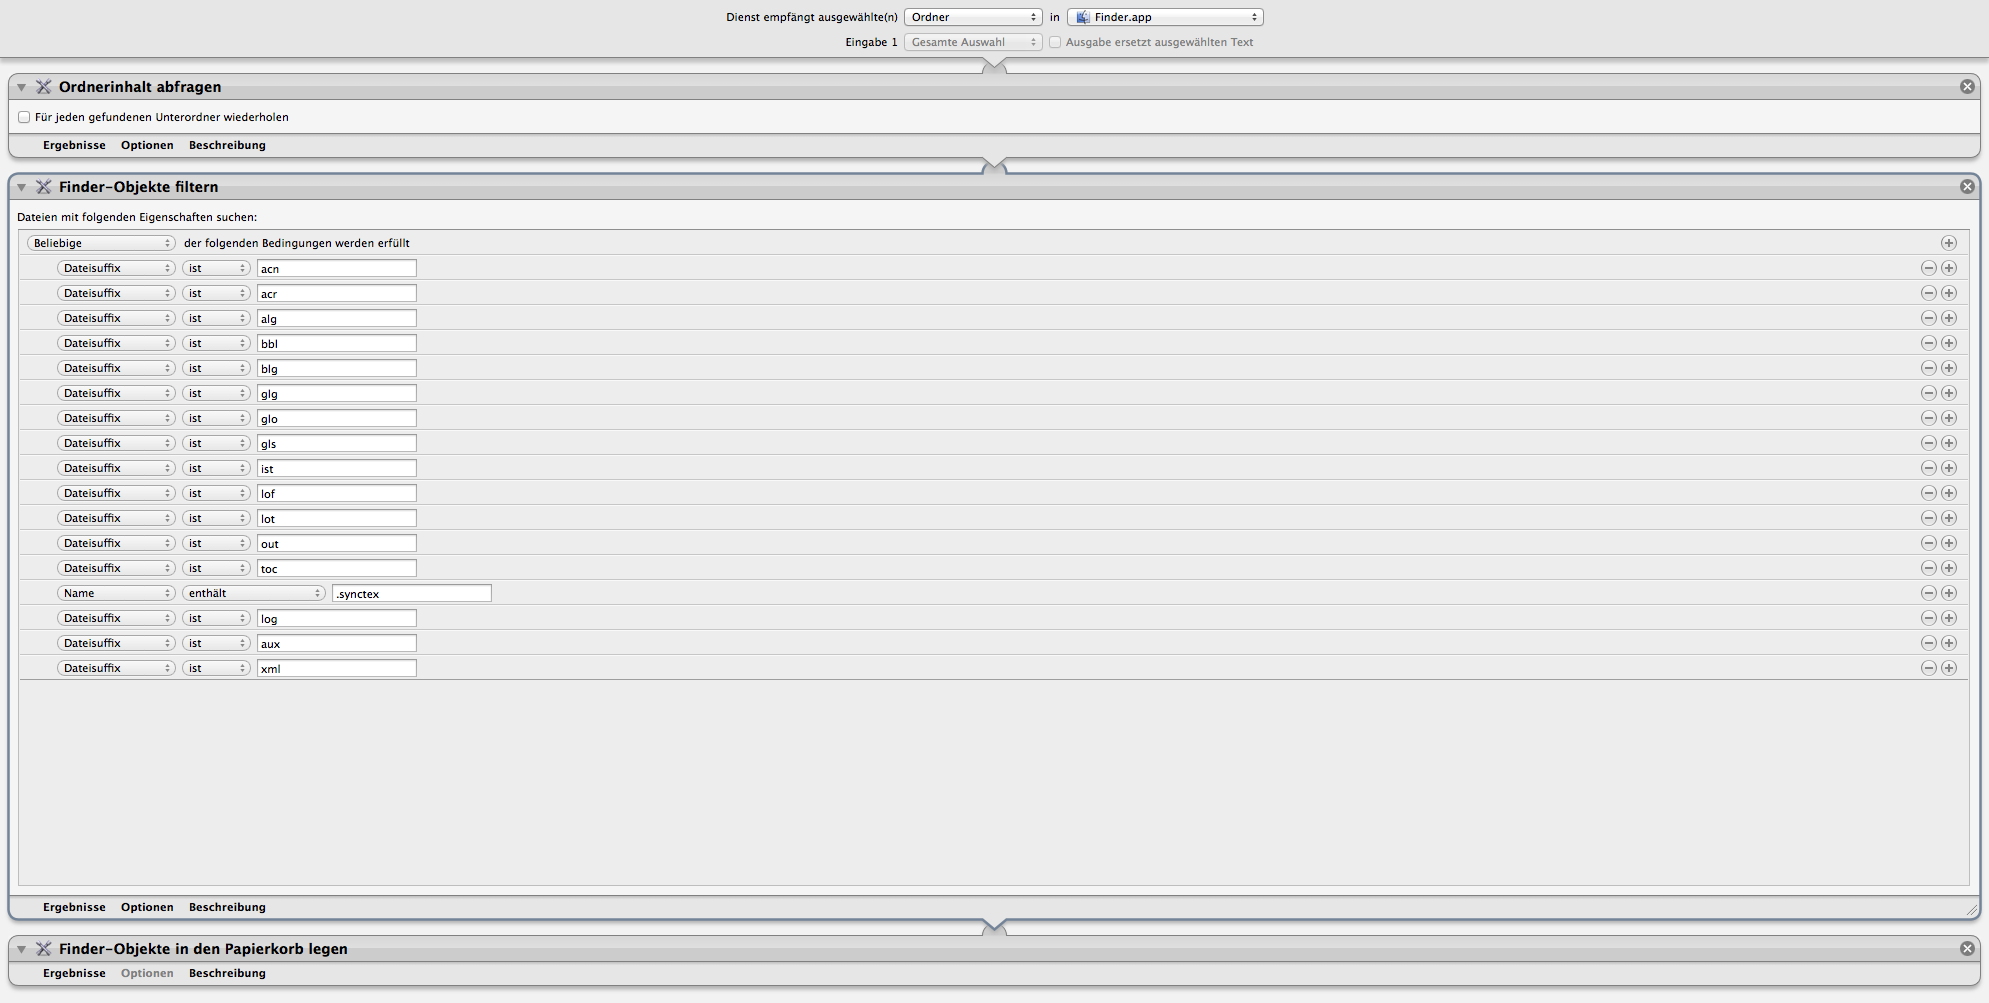 Dienst empfängt ausgewählte(n) Ordner in Finder.app
Eingabe 1 Gesamte Auswahl Ausgabe ersetzt ausgewählten Text
Ordnerinhalt abfragen
Für jeden gefundenen Unterordner wiederholen
Ergebnisse Optionen Beschreibung
Finder-Objekte filtern
Dateien mit folgenden Eigenschaften suchen:
Beliebige der folgenden Bedingungen werden erfüllt
Dateisuffix ist acn
Dateisuffix ist acr
Dateisuffix ist alg
Dateisuffix ist bbl
Dateisuffix ist blg
Dateisuffix ist glg
Dateisuffix ist glo
Dateisuffix ist gls
Dateisuffix ist ist
Dateisuffix ist lof
Dateisuffix ist lot
Dateisuffix ist out
Dateisuffix ist toc
Name enthält .synctex
Dateisuffix ist log
Dateisuffix ist aux
Dateisuffix ist xml
Ergebnisse Optionen Beschreibung
Finder-Objekte in den Papierkorb legen
Ergebnisse Optionen Beschreibung